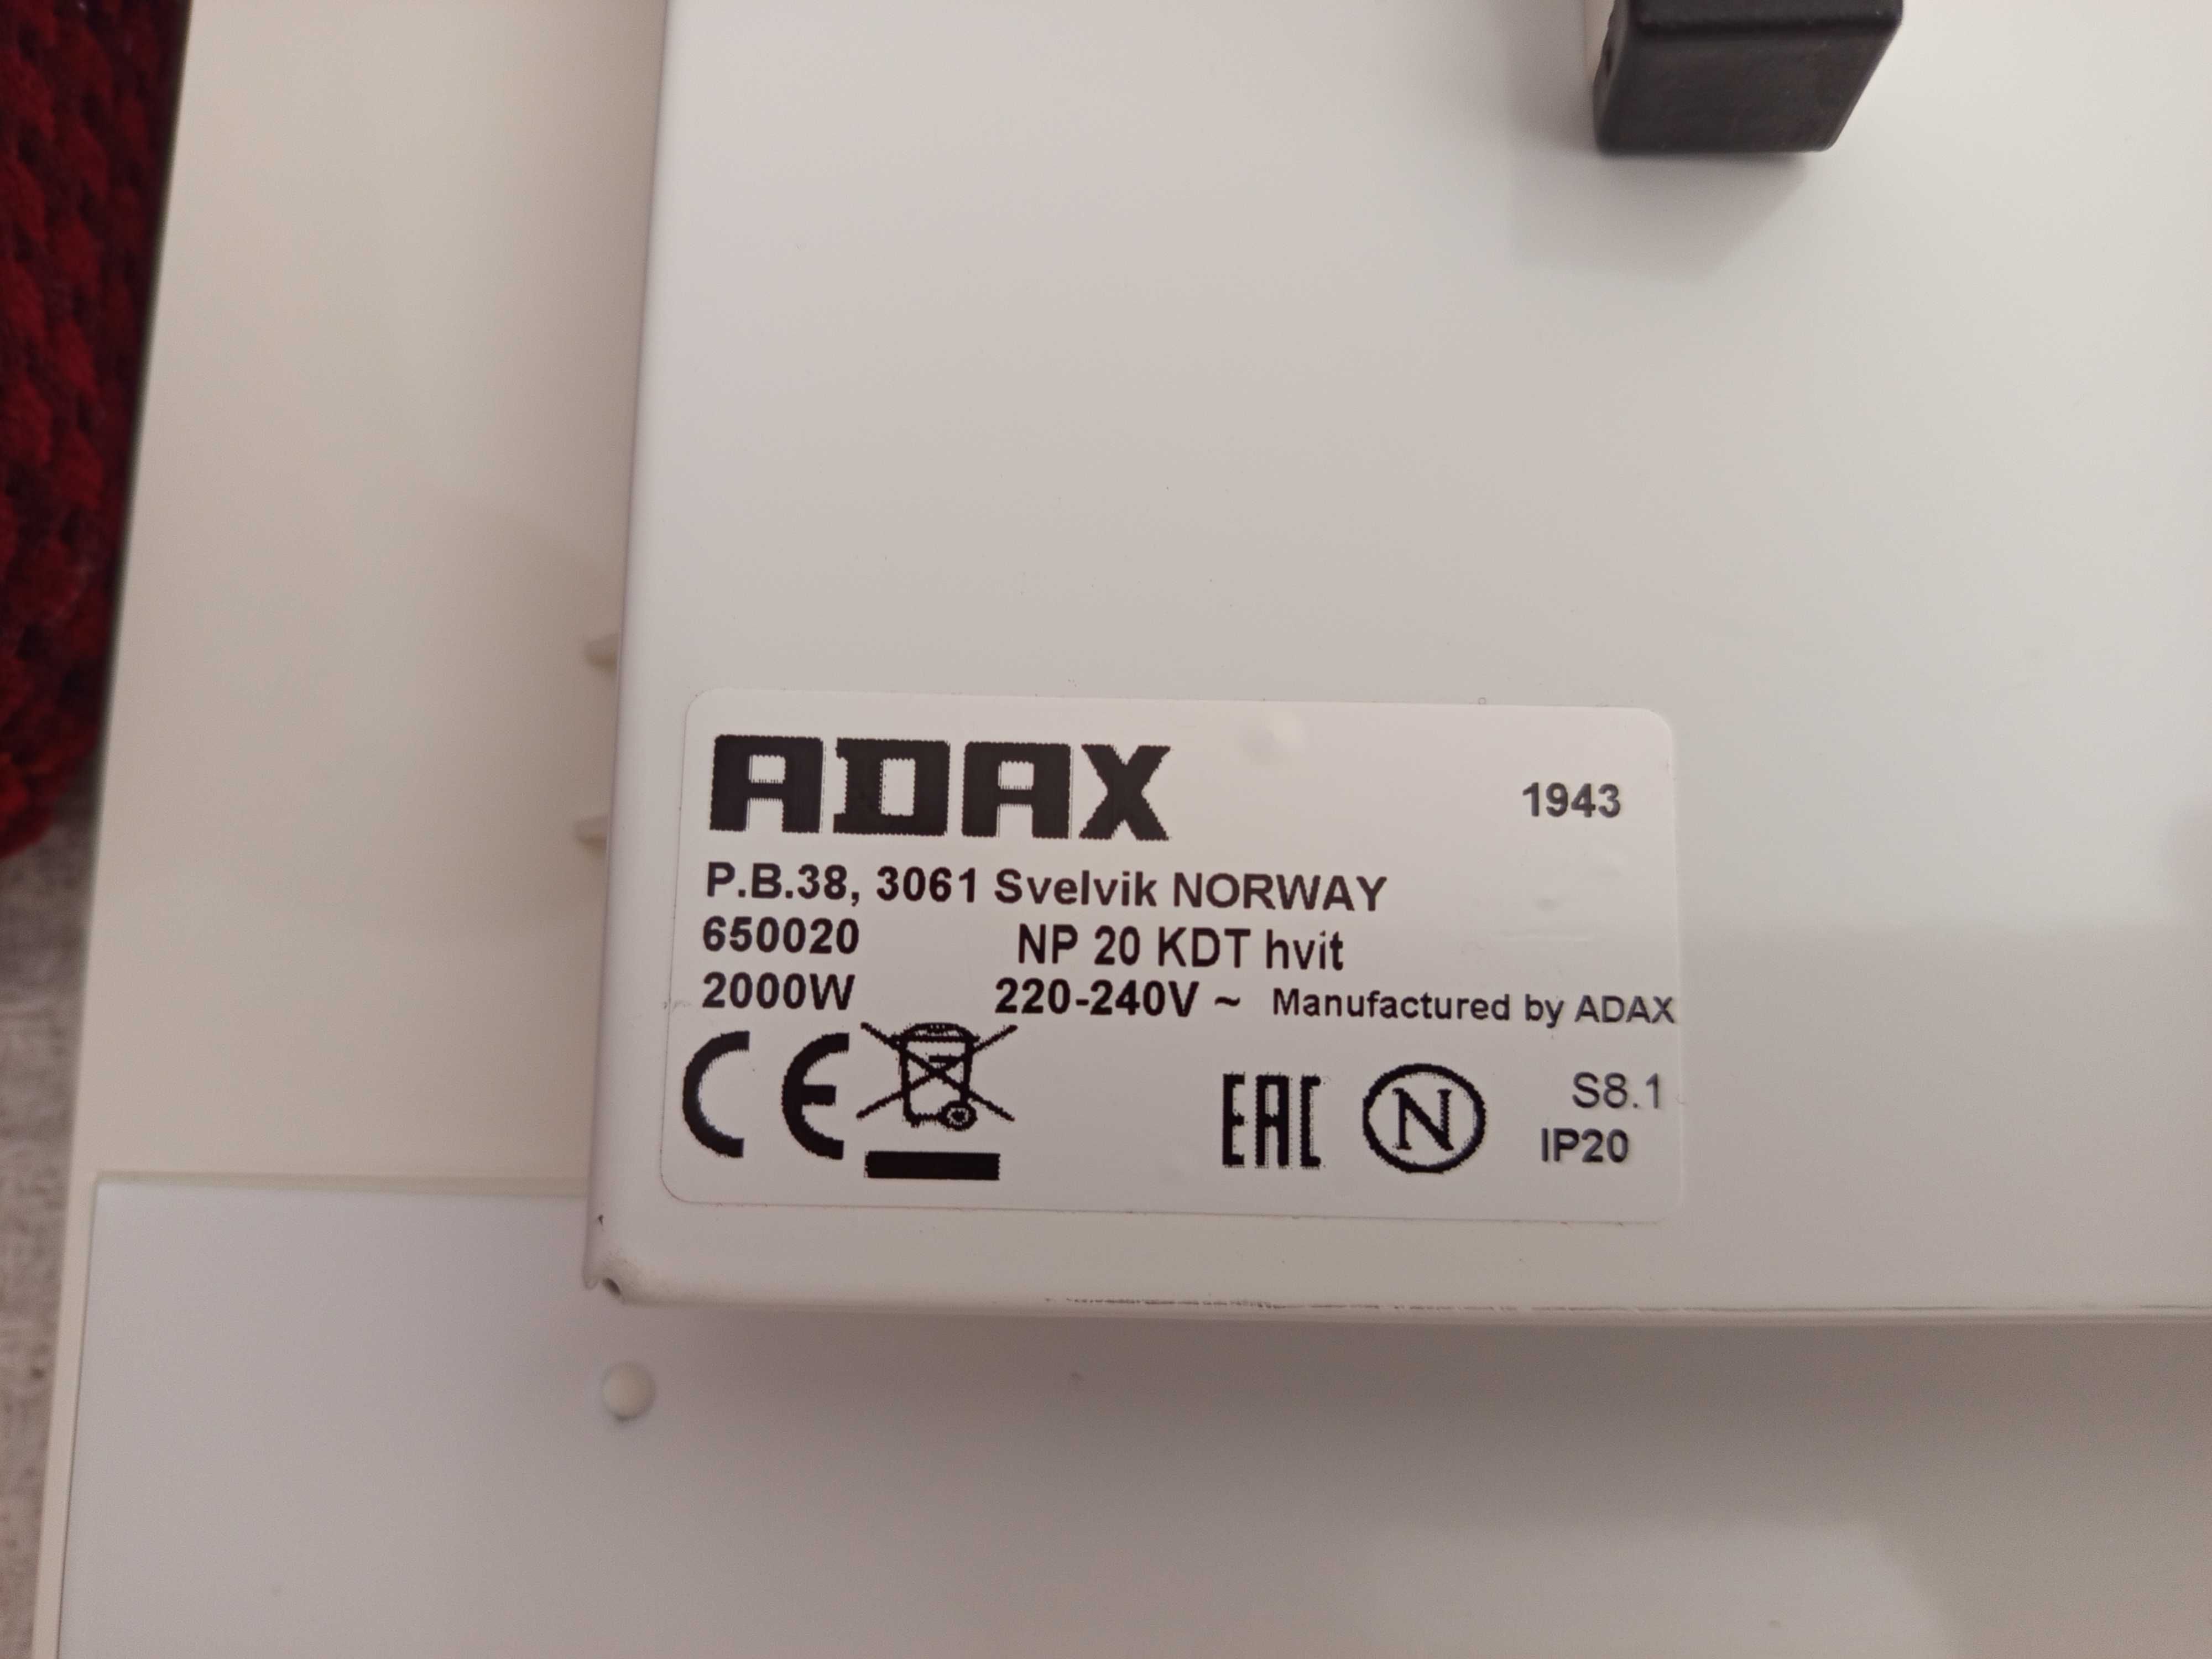 ADAX
1943
P.B.38, 3061 Svelvik NORWAY
650020 NP 20 KDT hvit
2000W 220-240V ~ Manufactured by ADAX
CE EAC N S8.1
IP20